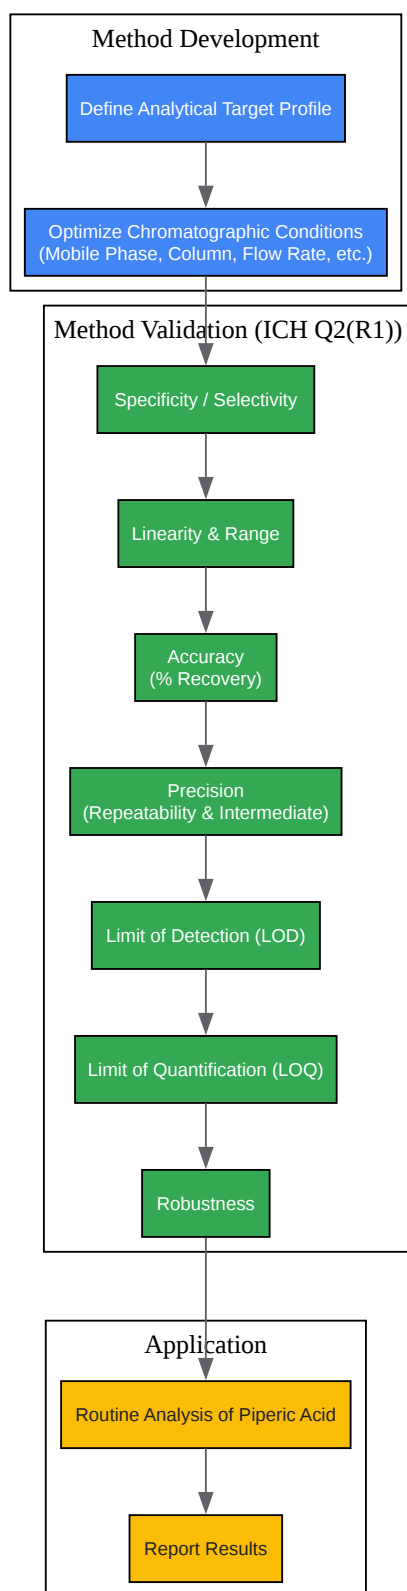 Method Development
Define Analytical Target Profile
Optimize Chromatographic Conditions
(Mobile Phase, Column, Flow Rate, etc.)
Method Validation (ICH Q2(R1))
Specificity / Selectivity
Linearity & Range
Accuracy
(% Recovery)
Precision
(Repeatability & Intermediate)
Limit of Detection (LOD)
Limit of Quantification (LOQ)
Robustness
Application
Routine Analysis of Piperic Acid
Report Results